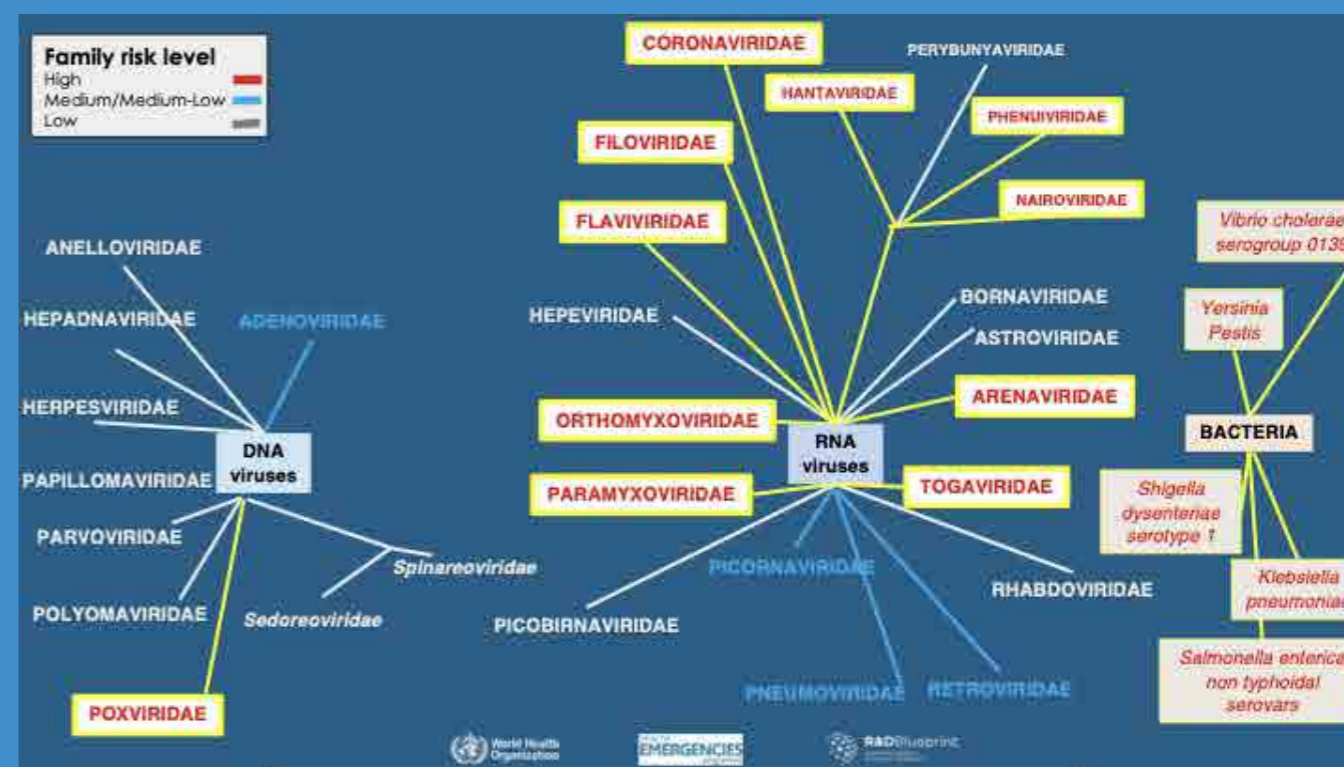 Family risk level
High
Medium/Medium-Low
Low
CORONAVIRIDAE
PERYBUNYAVIRIDAE
HANTAVIRIDAE
PHENUIVIRIDAE
FILOVIRIDAE
NAIROVIRIDAE
FLAVIVIRIDAE
Vibrio cholerae
serogroup 0139
ANELLOVIRIDAE
HEPADNAVIRIDAE
ADENOVIRIDAE
HEPEVIRIDAE
BORNAVIRIDAE
ASTROVIRIDAE
Yersinia
Pestis
HERPESVIRIDAE
ORTHOMYXOVIRIDAE
ARENAVIRIDAE
DNA
viruses
RNA
viruses
BACTERIA
PAPILLOMAVIRIDAE
PARAMYXOVIRIDAE
TOGAVIRIDAE
Shigella
dysenteriae
serotype 1
PARVOVIRIDAE
Spinareoviridae
PICORNAVIRIDAE
RHABDOVIRIDAE
Klebsiella
pneumoniae
POLYOMAVIRIDAE
Sedoreoviridae
PICOBIRNAVIRIDAE
Salmonella enterica
non typhoidal
serovars
PNEUMOVIRIDAE
RETROVIRIDAE
POXVIRIDAE
World Health
Organization
EMERGENCIES
R&DBlueprint